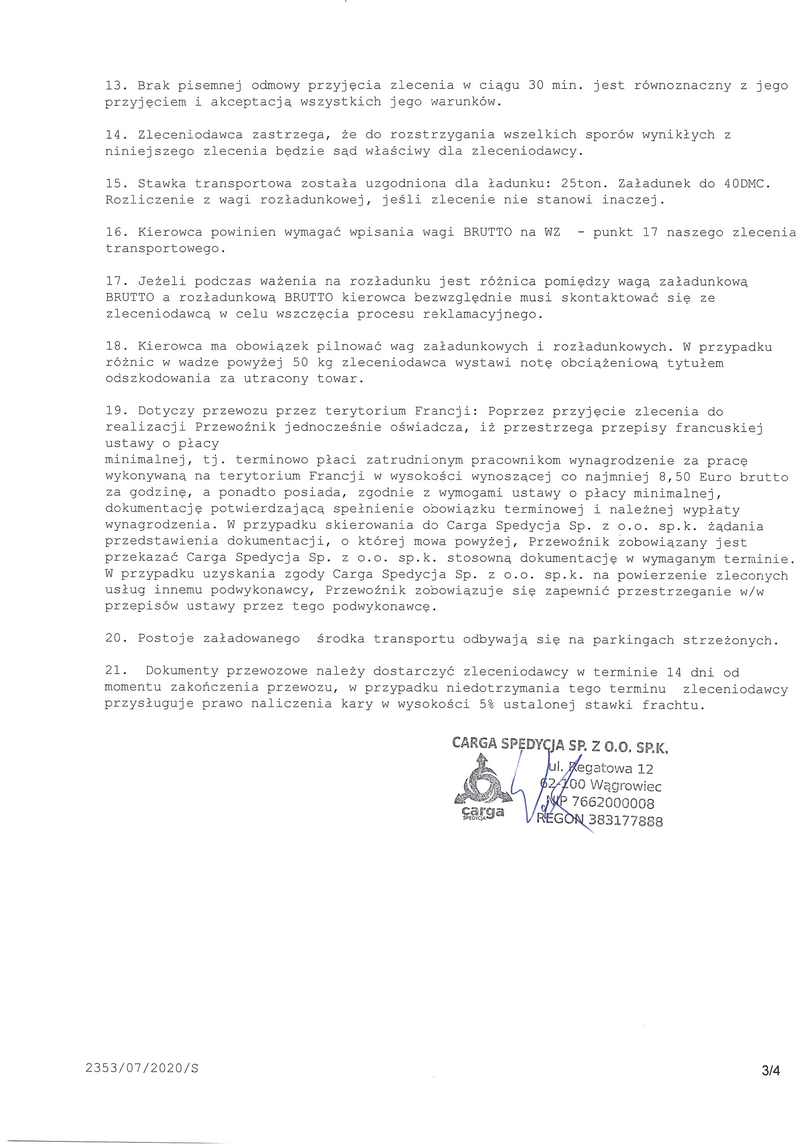 13. Brak pisemnej odmowy przyjęcia zlecenia w ciągu 30 min. jest równoznaczny z jego
przyjęciem i akceptacją wszystkich jego warunków.
14. Zleceniodawca zastrzega, że do rozstrzygania wszelkich sporów wynikłych z
niniejszego zlecenia będzie sąd właściwy dla zleceniodawcy.
15. Stawka transportowa została uzgodniona dla ładunku: 25ton. Załadunek do 40DMC.
Rozliczenie z wagi rozładunkowej, jeśli zlecenie nie stanowi inaczej.
16. Kierowca powinien wymagać wpisania wagi BRUTTO na WZ  - punkt 17 naszego zlecenia
transportowego.
17. Jeżeli podczas ważenia na rozładunku jest różnica pomiędzy wagą załadunkową
BRUTTO a rozładunkową BRUTTO kierowca bezwzględnie musi skontaktować się ze
zleceniodawcą w celu wszczęcia procesu reklamacyjnego.
18. Kierowca ma obowiązek pilnować wag załadunkowych i rozładunkowych. W przypadku
różnic w wadze powyżej 50 kg zleceniodawca wystawi notę obciążeniową tytułem
odszkodowania za utracony towar.
19. Dotyczy przewozu przez terytorium Francji: Poprzez przyjęcie zlecenia do
realizacji Przewoźnik jednocześnie oświadcza, iż przestrzega przepisy francuskiej
ustawy o płacy
minimalnej, tj. terminowo płaci zatrudnionym pracownikom wynagrodzenie za pracę
wykonywaną na terytorium Francji w wysokości wynoszącej co najmniej 8,50 Euro brutto
za godzinę, a ponadto posiada, zgodnie z wymogami ustawy o płacy minimalnej,
dokumentację potwierdzającą spełnienie obowiązku terminowej i należnej wypłaty
wynagrodzenia. W przypadku skierowania do Carga Spedycja Sp. z o.o. sp.k. żądania
przedstawienia dokumentacji, o której mowa powyżej, Przewoźnik zobowiązany jest
przekazać Carga Spedycja Sp. z o.o. sp.k. stosowną dokumentację w wymaganym terminie.
W przypadku uzyskania zgody Carga Spedycja Sp. z o.o. sp.k. na powierzenie zleconych
usług innemu podwykonawcy, Przewoźnik zobowiązuje się zapewnić przestrzeganie w/w
przepisów ustawy przez tego podwykonawcę.
20. Postoje załadowanego  środka transportu odbywają się na parkingach strzeżonych.
21.  Dokumenty przewozowe należy dostarczyć zleceniodawcy w terminie 14 dni od
momentu zakończenia przewozu, w przypadku niedotrzymania tego terminu  zleceniodawcy
przysługuje prawo naliczenia kary w wysokości 5% ustalonej stawki frachtu.
CARGA SPEDYCJA SP. Z O.O. SP.K.
ul. Regatowa 12
62-100 Wągrowiec
NIP 7662000008
REGON 383177888
carga
SPEDYCJA
2353/07/2020/S
3/4